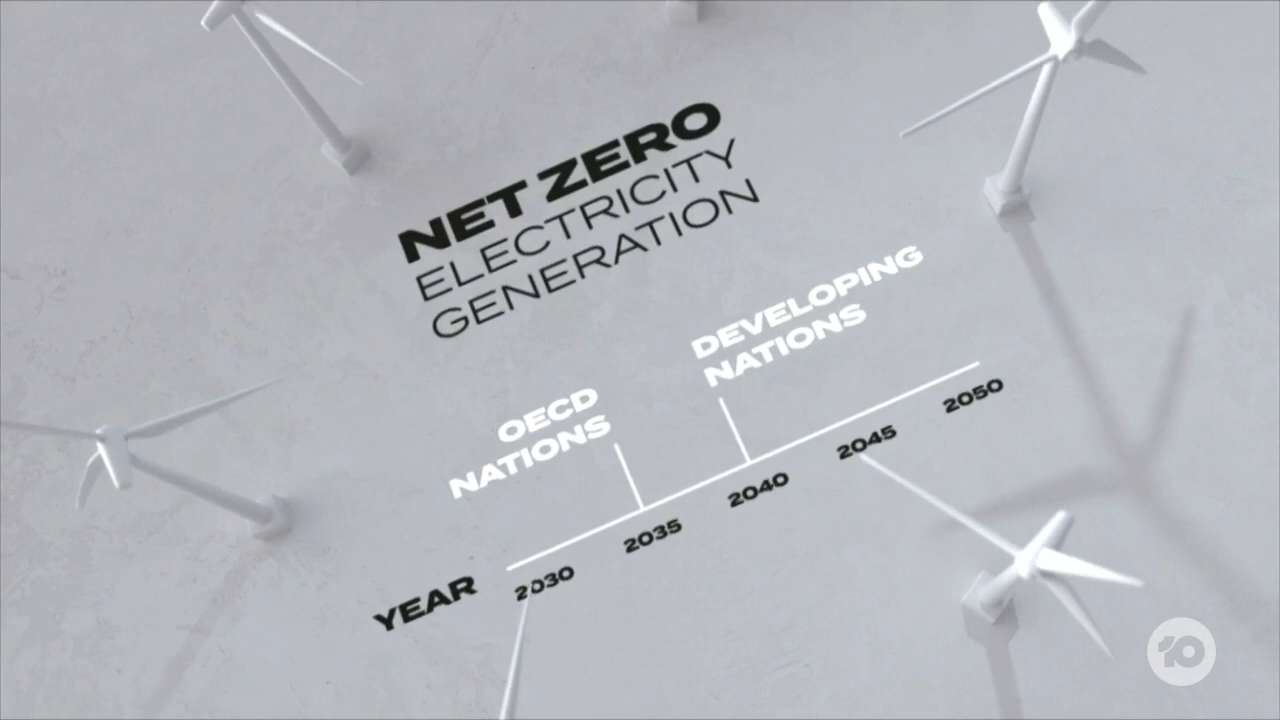 NET ZERO
ELECTRICITY
GENERATION
DEVELOPING
NATIONS
OECD
NATIONS
YEAR
2030
2035
2040
2045
2050
10